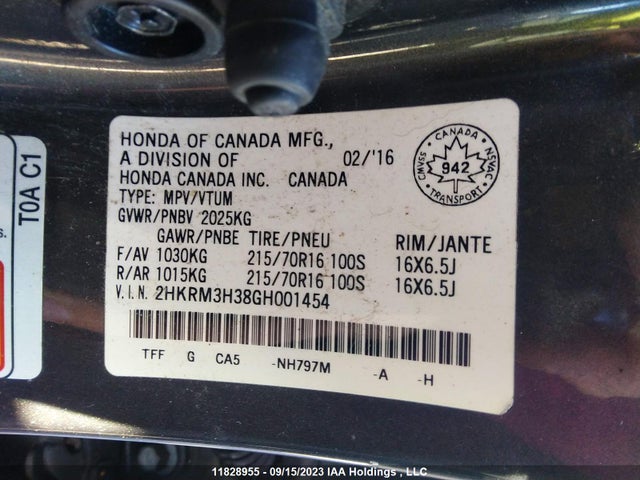 HONDA OF CANADA MFG.,
A DIVISION OF 02/'16
HONDA CANADA INC. CANADA
TYPE: MPV/VTUM
GVWR/PNBV 2025KG
GAWR/PNBE TIRE/PNEU RIM/JANTE
F/AV 1030KG 215/70R16 100S 16X6.5J
R/AR 1015KG 215/70R16 100S 16X6.5J
V.I.N. 2HKRM3H38GH001454
TFF G CA5 -NH797M -A -H
CANADA
CMVSS 942 NSVAC
TRANSPORT
T0A C1
s.
11828955 - 09/15/2023 IAA Holdings , LLC